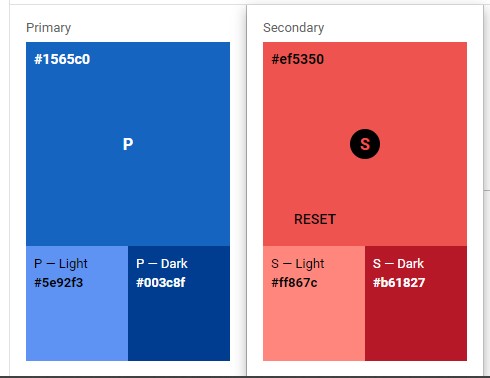 Primary
#1565c0
P
P — Light
#5e92f3
P — Dark
#003c8f
Secondary
#ef5350
S
RESET
S — Light
#ff867c
S — Dark
#b61827